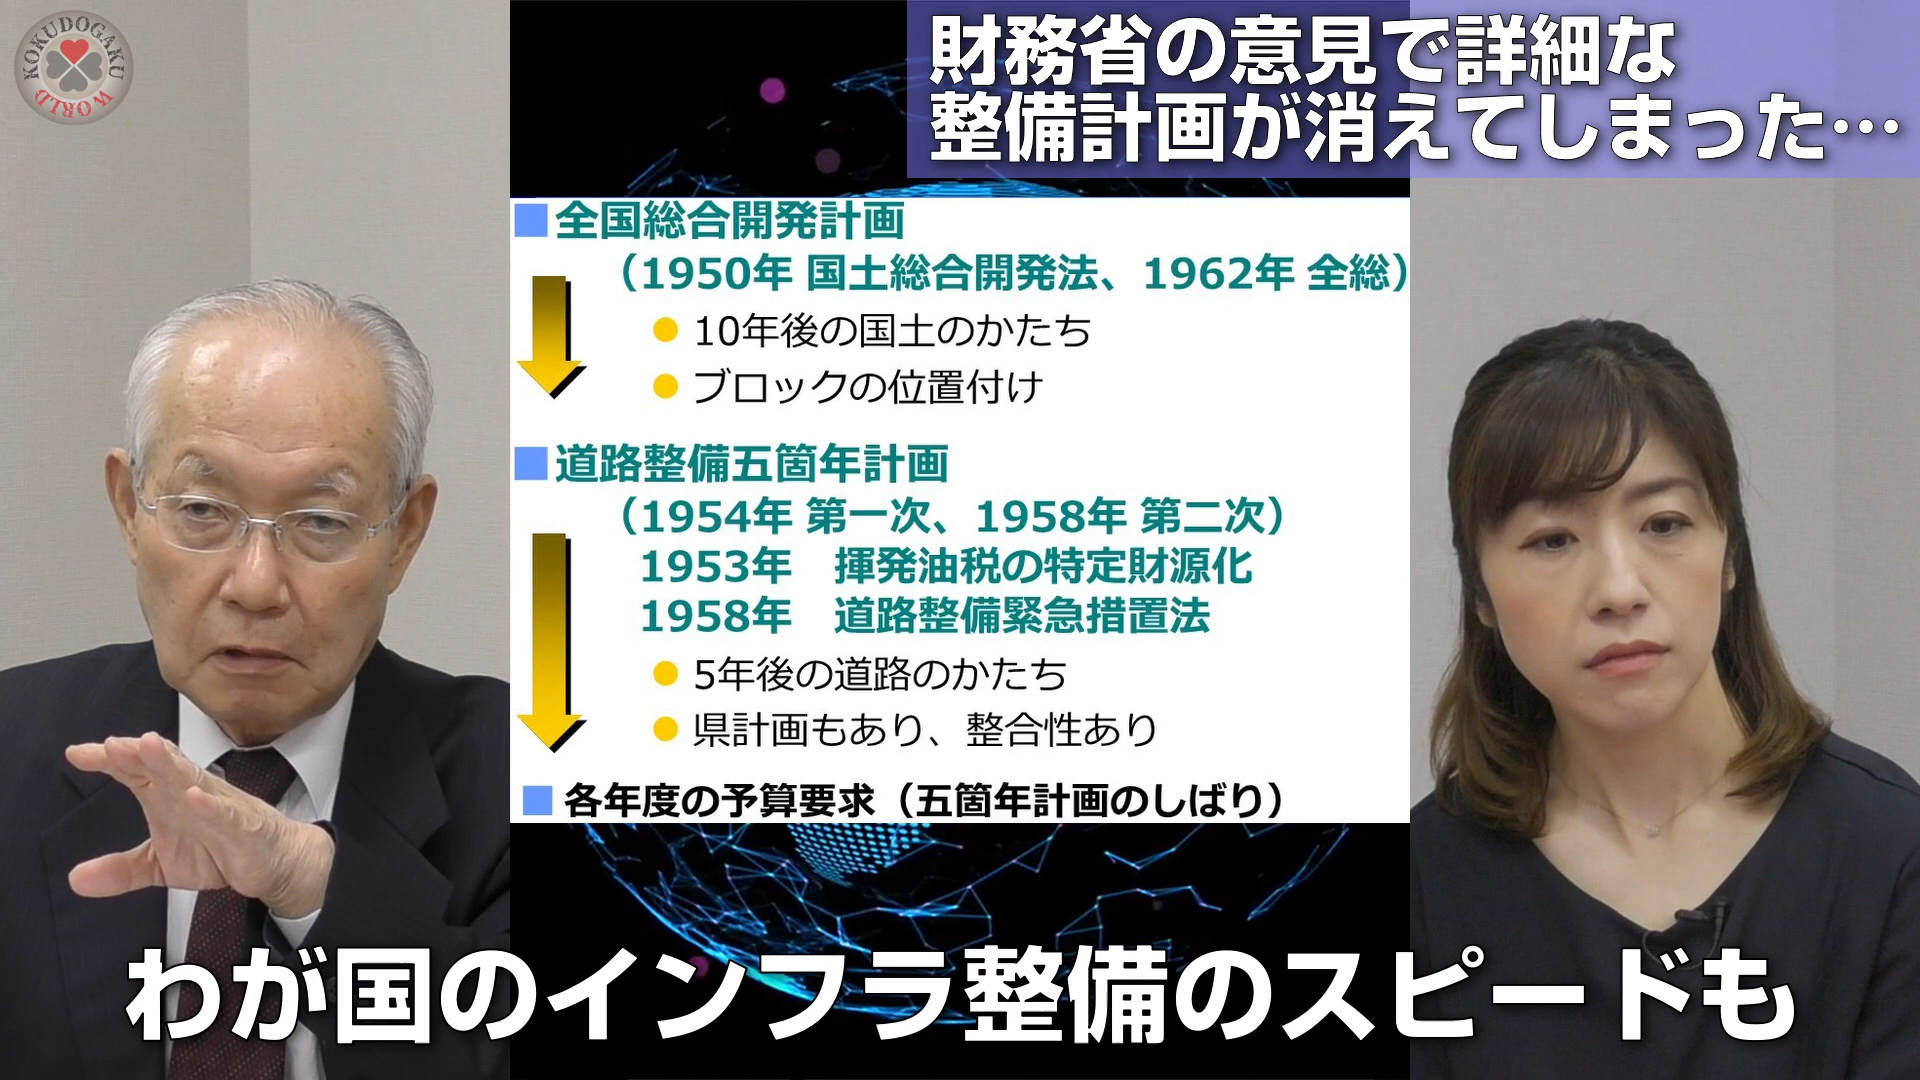 KOKUDOGAKU WORLD
財務省の意見で詳細な
整備計画が消えてしまった…
■全国総合開発計画
（1950年 国土総合開発法、1962年 全総）
● 10年後の国土のかたち
● ブロックの位置付け
■道路整備五箇年計画
（1954年 第一次、1958年 第二次）
1953年　揮発油税の特定財源化
1958年　道路整備緊急措置法
● 5年後の道路のかたち
● 県計画もあり、整合性あり
■ 各年度の予算要求（五箇年計画のしばり）
わが国のインフラ整備のスピードも